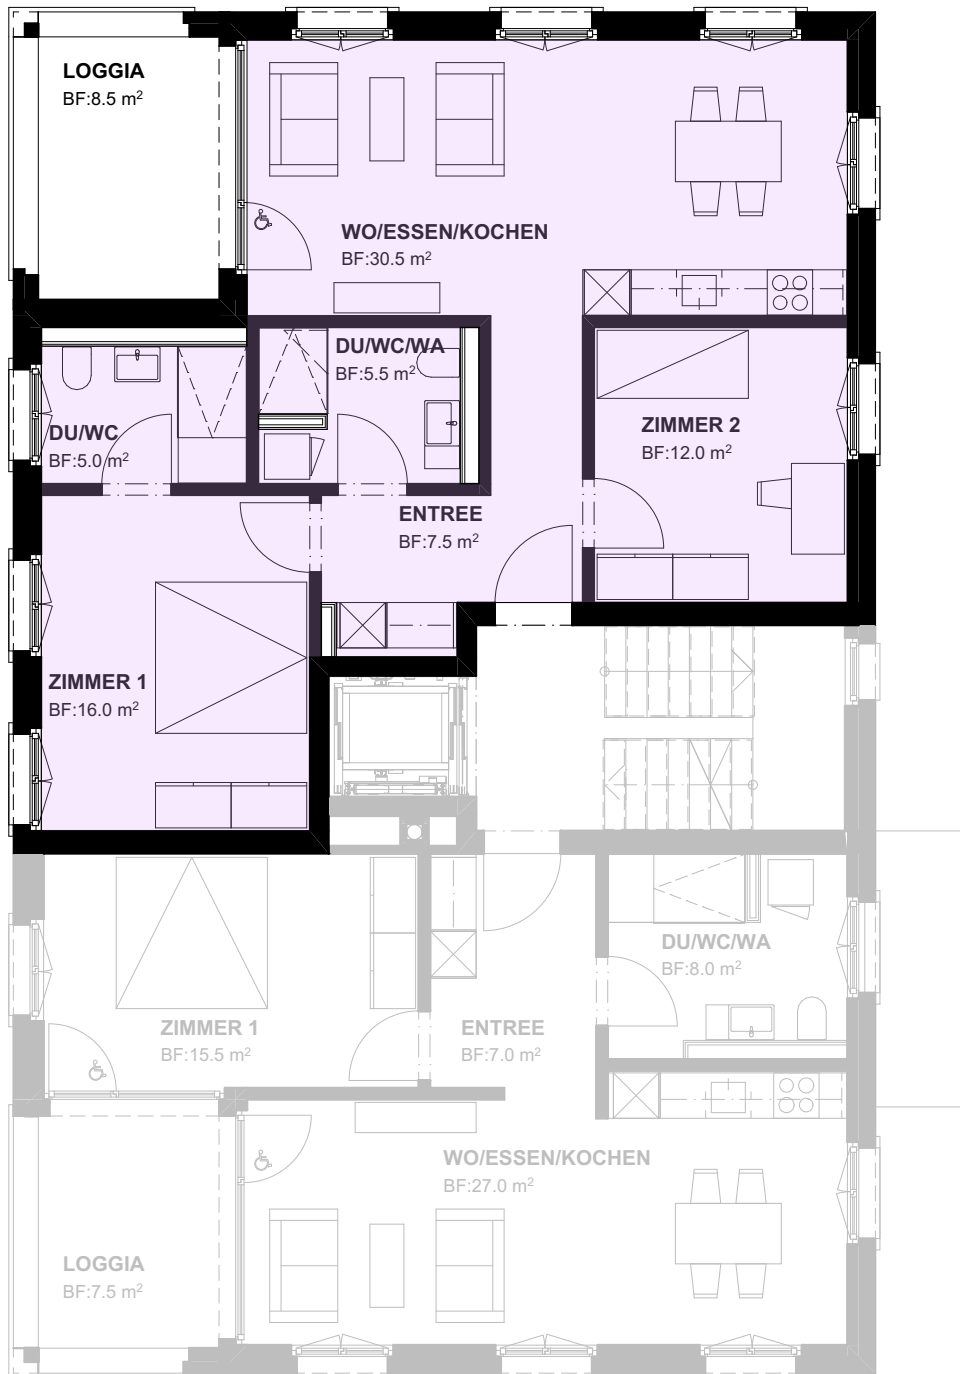 LOGGIA
BF:8.5 m²
WO/ESSEN/KOCHEN
BF:30.5 m²
DU/WC/WA
BF:5.5 m²
DU/WC
BF:5.0 m²
ZIMMER 2
BF:12.0 m²
ENTREE
BF:7.5 m²
ZIMMER 1
BF:16.0 m²
DU/WC/WA
BF:8.0 m²
ZIMMER 1
BF:15.5 m²
ENTREE
BF:7.0 m²
WO/ESSEN/KOCHEN
BF:27.0 m²
LOGGIA
BF:7.5 m²